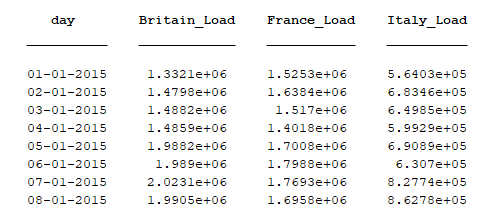 day Britain_Load France_Load Italy_Load
01-01-2015 1.3321e+06 1.5253e+06 5.6403e+05
02-01-2015 1.4798e+06 1.6384e+06 6.8346e+05
03-01-2015 1.4882e+06 1.517e+06 6.4985e+05
04-01-2015 1.4859e+06 1.4018e+06 5.9929e+05
05-01-2015 1.9882e+06 1.7008e+06 6.9089e+05
06-01-2015 1.989e+06 1.7988e+06 6.307e+05
07-01-2015 2.0231e+06 1.7693e+06 8.2774e+05
08-01-2015 1.9905e+06 1.6958e+06 8.6278e+05